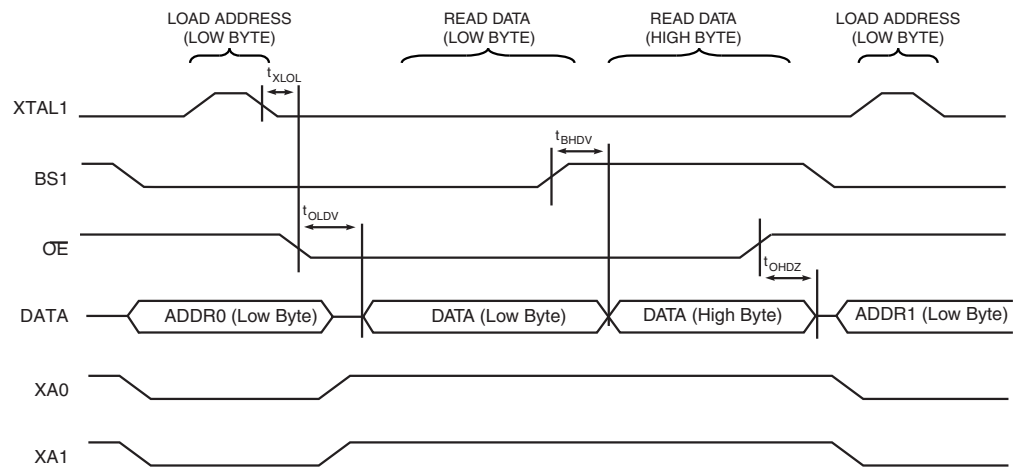 LOAD ADDRESS
(LOW BYTE)
READ DATA
(LOW BYTE)
READ DATA
(HIGH BYTE)
LOAD ADDRESS
(LOW BYTE)
tXLOL
XTAL1
tBHDV
BS1
tOLDV
O̅E̅
tOHDZ
DATA
ADDR0 (Low Byte)
DATA (Low Byte)
DATA (High Byte)
ADDR1 (Low Byte)
XA0
XA1